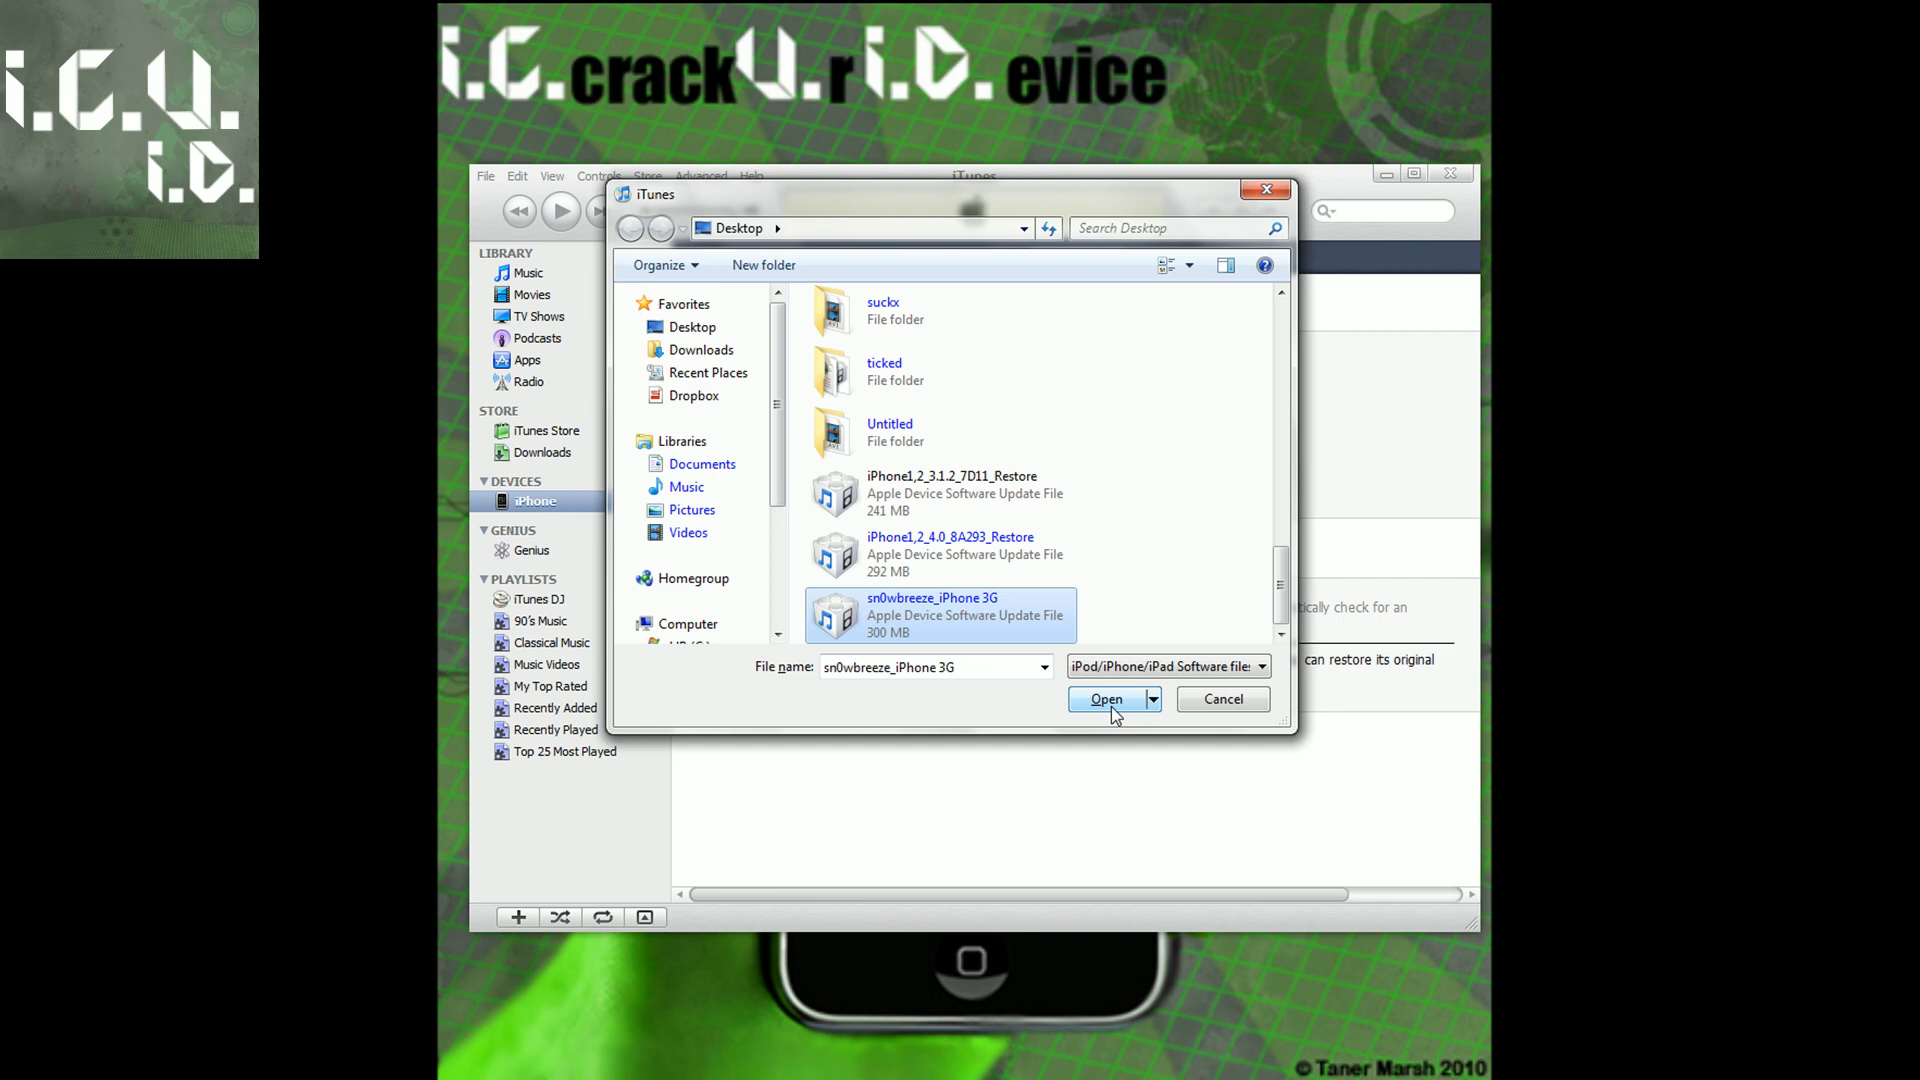 i.C.U.
i.D.
i.C.crackU.r i.D.evice
File Edit View Controls Store Advanced Help
iTunes
iTunes
Desktop
Search Desktop
Organize
New folder
LIBRARY
Music
Movies
TV Shows
Podcasts
Apps
Radio
STORE
iTunes Store
Downloads
DEVICES
iPhone
GENIUS
Genius
PLAYLISTS
iTunes DJ
90's Music
Classical Music
Music Videos
My Top Rated
Recently Added
Recently Played
Top 25 Most Played
Favorites
Desktop
Downloads
Recent Places
Dropbox
Libraries
Documents
Music
Pictures
Videos
Homegroup
Computer
suckx
File folder
ticked
File folder
Untitled
File folder
iPhone1,2_3.1.2_7D11_Restore
Apple Device Software Update File
241 MB
iPhone1,2_4.0_8A293_Restore
Apple Device Software Update File
292 MB
sn0wbreeze_iPhone 3G
Apple Device Software Update File
300 MB
tically check for an
can restore its original
File name: sn0wbreeze_iPhone 3G
iPod/iPhone/iPad Software files
Open
Cancel
© Taner Marsh 2010